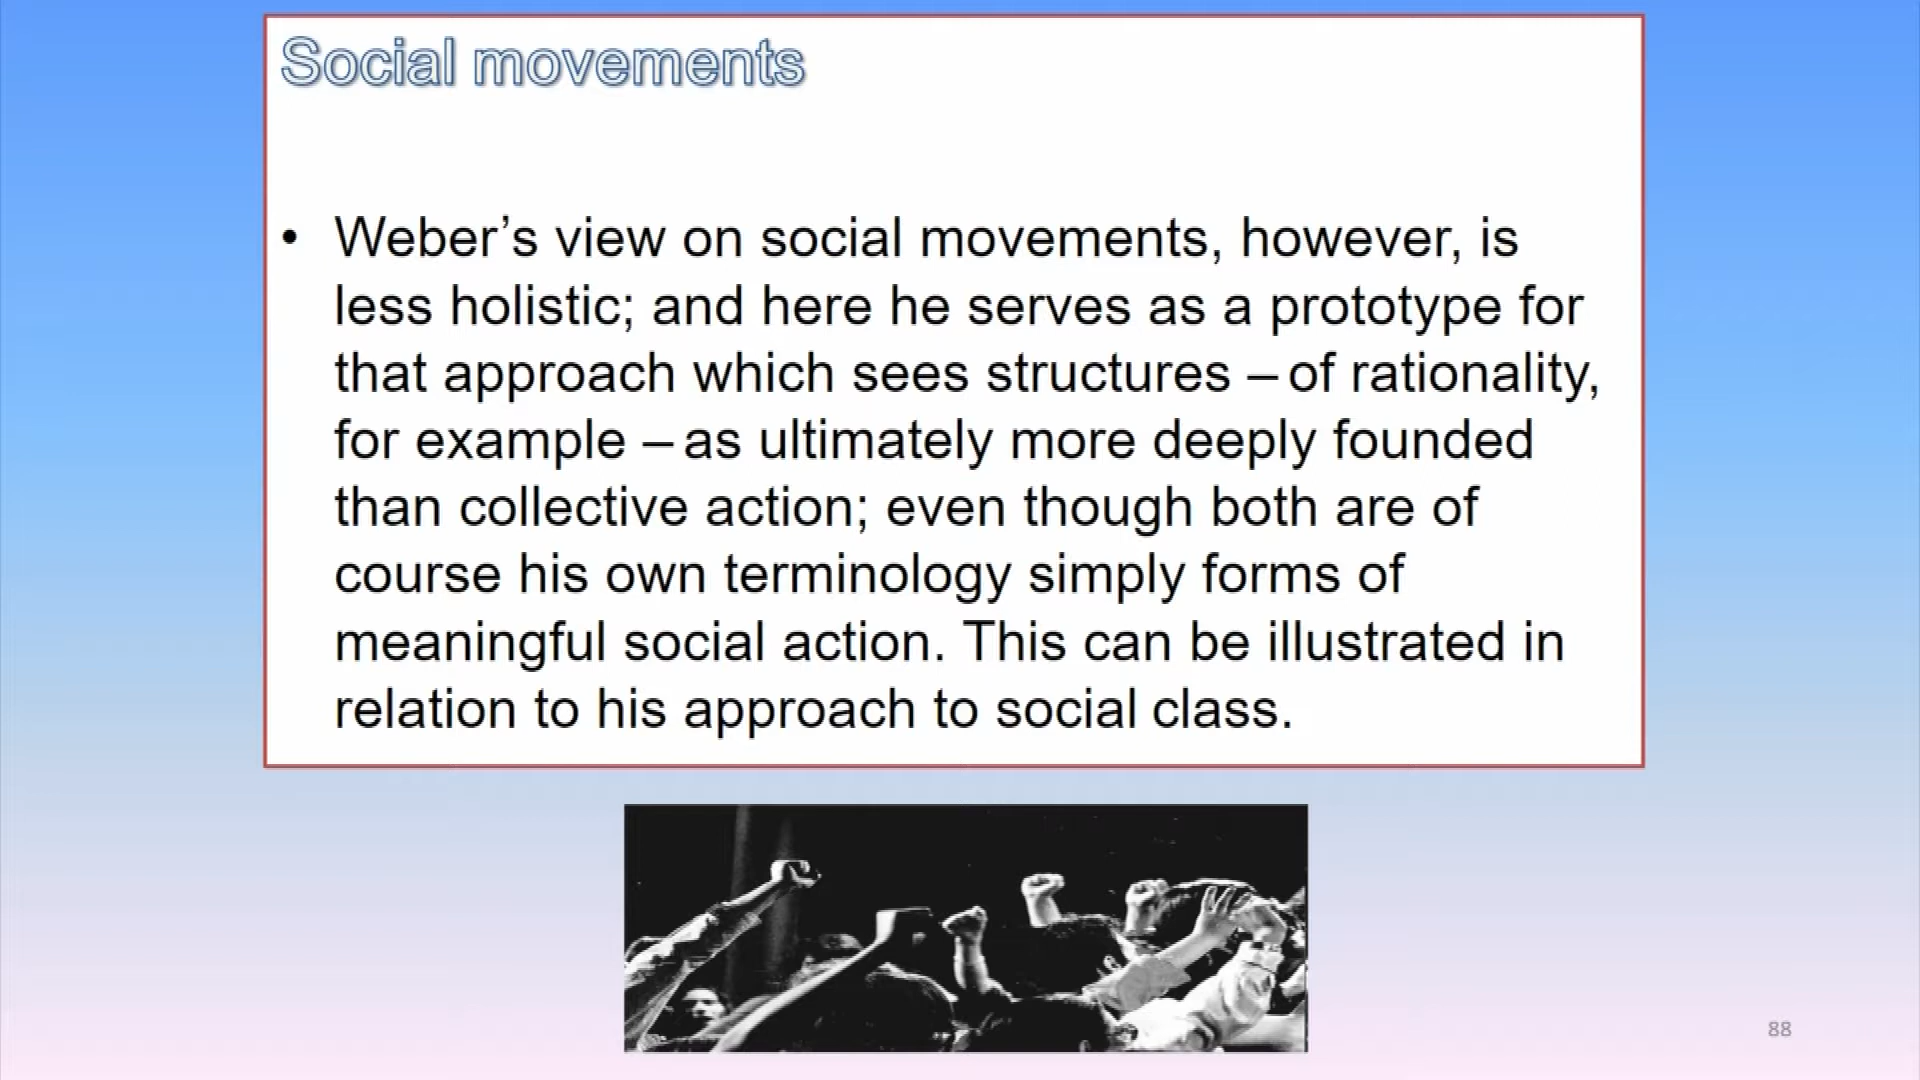 Social movements
• Weber’s view on social movements, however, is
less holistic; and here he serves as a prototype for
that approach which sees structures – of rationality,
for example – as ultimately more deeply founded
than collective action; even though both are of
course his own terminology simply forms of
meaningful social action. This can be illustrated in
relation to his approach to social class.
88